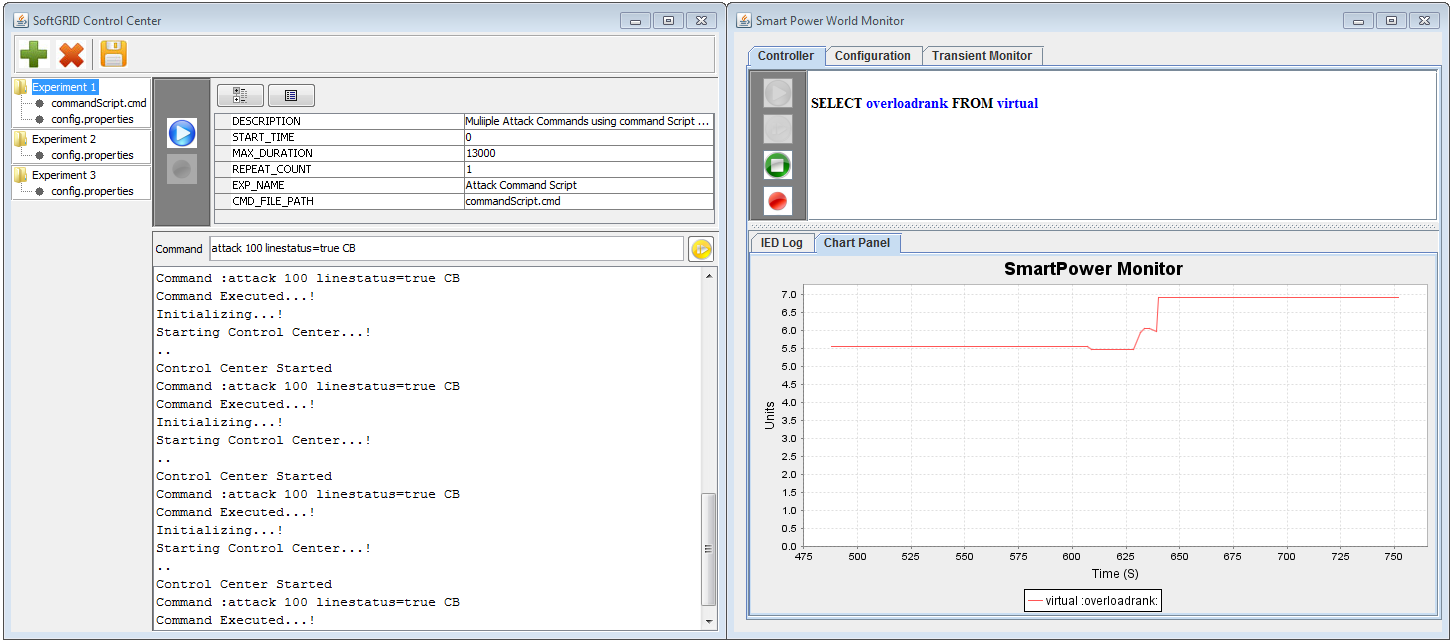 SoftGRID Control Center
Experiment 1
commandScript.cmd
config.properties
Experiment 2
config.properties
Experiment 3
config.properties
DESCRIPTION Muliiple Attack Commands using command Script ...
START_TIME 0
MAX_DURATION 13000
REPEAT_COUNT 1
EXP_NAME Attack Command Script
CMD_FILE_PATH commandScript.cmd
Command attack 100 linestatus=true CB
Command :attack 100 linestatus=true CB
Command Executed...!
Initializing...!
Starting Control Center...!
..
Control Center Started
Command :attack 100 linestatus=true CB
Command Executed...!
Initializing...!
Starting Control Center...!
..
Control Center Started
Command :attack 100 linestatus=true CB
Command Executed...!
Initializing...!
Starting Control Center...!
..
Control Center Started
Command :attack 100 linestatus=true CB
Command Executed...!
Smart Power World Monitor
Controller Configuration Transient Monitor
SELECT overloadrank FROM virtual
IED Log Chart Panel
SmartPower Monitor
Units
7.0
6.5
6.0
5.5
5.0
4.5
4.0
3.5
3.0
2.5
2.0
1.5
1.0
0.5
0.0
475 500 525 550 575 600 625 650 675 700 725 750
Time (S)
virtual :overloadrank: